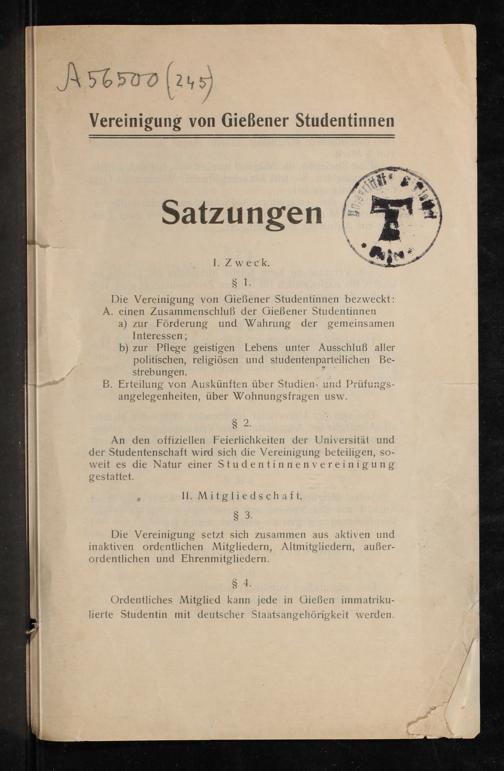 A56500 (245)
Vereinigung von Gießener Studentinnen
Satzungen
I. Zweck.
§ 1.
Die Vereinigung von Gießener Studentinnen bezweckt:
A. einen Zusammenschluß der Gießener Studentinnen
a) zur Förderung und Wahrung der gemeinsamen
Interessen;
b) zur Pflege geistigen Lebens unter Ausschluß aller
politischen, religiösen und studentenparteilichen Be-
strebungen.
B. Erteilung von Auskünften über Studien- und Prüfungs-
angelegenheiten, über Wohnungsfragen usw.
§ 2.
An den offiziellen Feierlichkeiten der Universität und
der Studentenschaft wird sich die Vereinigung beteiligen, so-
weit es die Natur einer Studentinnenvereinigung
gestattet.
II. Mitgliedschaft.
§ 3.
Die Vereinigung setzt sich zusammen aus aktiven und
inaktiven ordentlichen Mitgliedern, Altmitgliedern, außer-
ordentlichen und Ehrenmitgliedern.
§ 4.
Ordentliches Mitglied kann jede in Gießen immatriku-
lierte Studentin mit deutscher Staatsangehörigkeit werden.